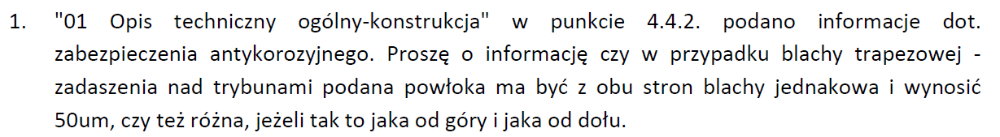 1. "01 Opis techniczny ogólny-konstrukcja" w punkcie 4.4.2. podano informacje dot.
zabezpieczenia antykorozyjnego. Proszę o informację czy w przypadku blachy trapezowej -
zadaszenia nad trybunami podana powłoka ma być z obu stron blachy jednakowa i wynosić
50um, czy też różna, jeżeli tak to jaka od góry i jaka od dołu.